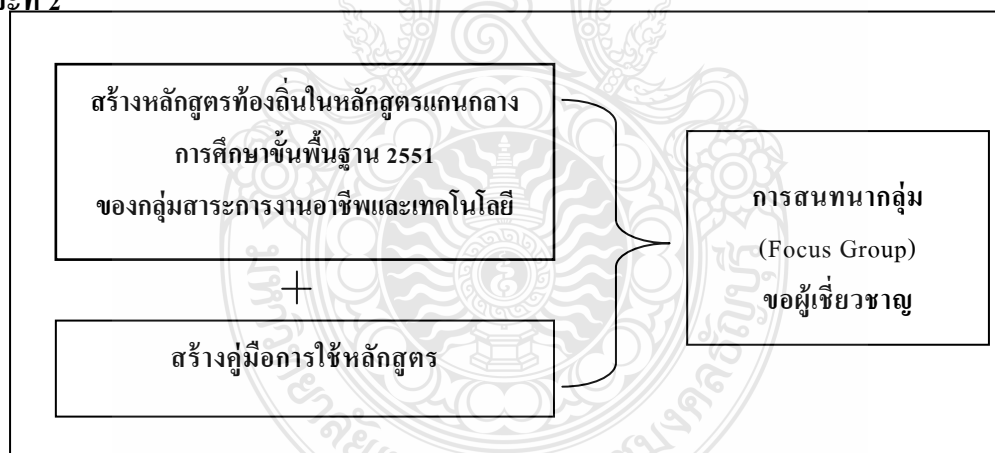 สร้างหลักสูตรท้องถิ่นในหลักสูตรแกนกลาง
การศึกษาขั้นพื้นฐาน 2551
ของกลุ่มสาระการงานอาชีพและเทคโนโลยี
+
สร้างคู่มือการใช้หลักสูตร
การสนทนากลุ่ม
(Focus Group)
ขอผู้เชี่ยวชาญ